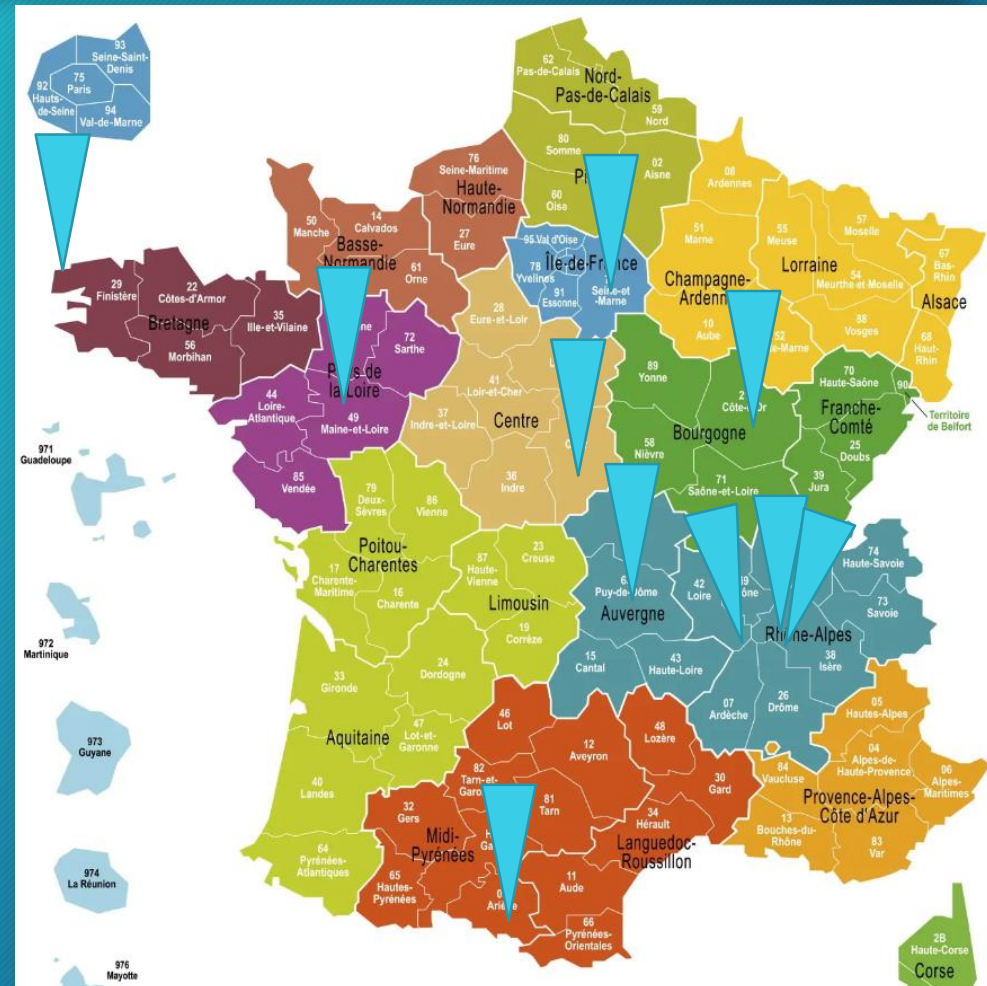 93
Seine-Saint-
Denis
75
Paris
92
Hauts-
de-Seine
94
Val-de-Marne
62
Pas-de-Calais
Nord-
Pas-de-Calais
59
Nord
80
Somme
02
Aisne
60
Oise
76
Seine-Maritime
Haute-
Normandie
27
Eure
50
Manche
14
Calvados
Basse-
Normandie
61
Orne
08
Ardennes
51
Marne
Champagne-
10
Aube
55
Meuse
57
Moselle
Lorraine
54
Meurthe et Moselle
88
Vosges
67
Bas-
Rhin
Alsace
68
Haut-
Rhin
95 Val d'Oise
Île-de-France
78
Yvelines
91
Essonne
Seine-et
-Marne
29
Finistère
22
Côtes-d'Armor
Bretagne
35
Ille-et-Vilaine
56
Morbihan
72
Sarthe
la Loire
44
Loire-
Atlantique
49
Maine-et-Loire
85
Vendée
28
Eure-et-Loir
41
Loir-et-Cher
37
Indre-et-Loire
Centre
36
Indre
89
Yonne
Côte-d'Or
Bourgogne
58
Nièvre
71
Saône-et-Loire
70
Haute-Saône
90
Territoire
de Belfort
Franche-
Comté
25
Doubs
39
Jura
971
Guadeloupe
972
Martinique
973
Guyane
974
La Réunion
976
Mayotte
79
Deux-
Sèvres
86
Vienne
Poitou-
Charentes
17
Charente-
Maritime
16
Charente
87
Haute-
Vienne
23
Creuse
Limousin
19
Corrèze
Puy-de-Dôme
Auvergne
15
Cantal
43
Haute-Loire
42
Loire
74
Haute-Savoie
73
Savoie
Rhône-Alpes
38
Isère
07
Ardèche
26
Drôme
33
Gironde
24
Dordogne
47
Lot-et-
Garonne
Aquitaine
40
Landes
64
Pyrénées-
Atlantiques
46
Lot
12
Aveyron
82
Tarn-et-
81
Tarn
32
Gers
Midi-
Pyrénées
65
Hautes-
Pyrénées
Ariège
48
Lozère
30
Gard
34
Hérault
Languedoc-
Roussillon
11
Aude
66
Pyrénées-
Orientales
05
Hautes-Alpes
04
Alpes-de-
Haute-Provence
06
Alpes-
Maritimes
84
Vaucluse
Provence-Alpes-
Côte d'Azur
13
Bouches-du-
Rhône
83
Var
2B
Haute-Corse
Corse